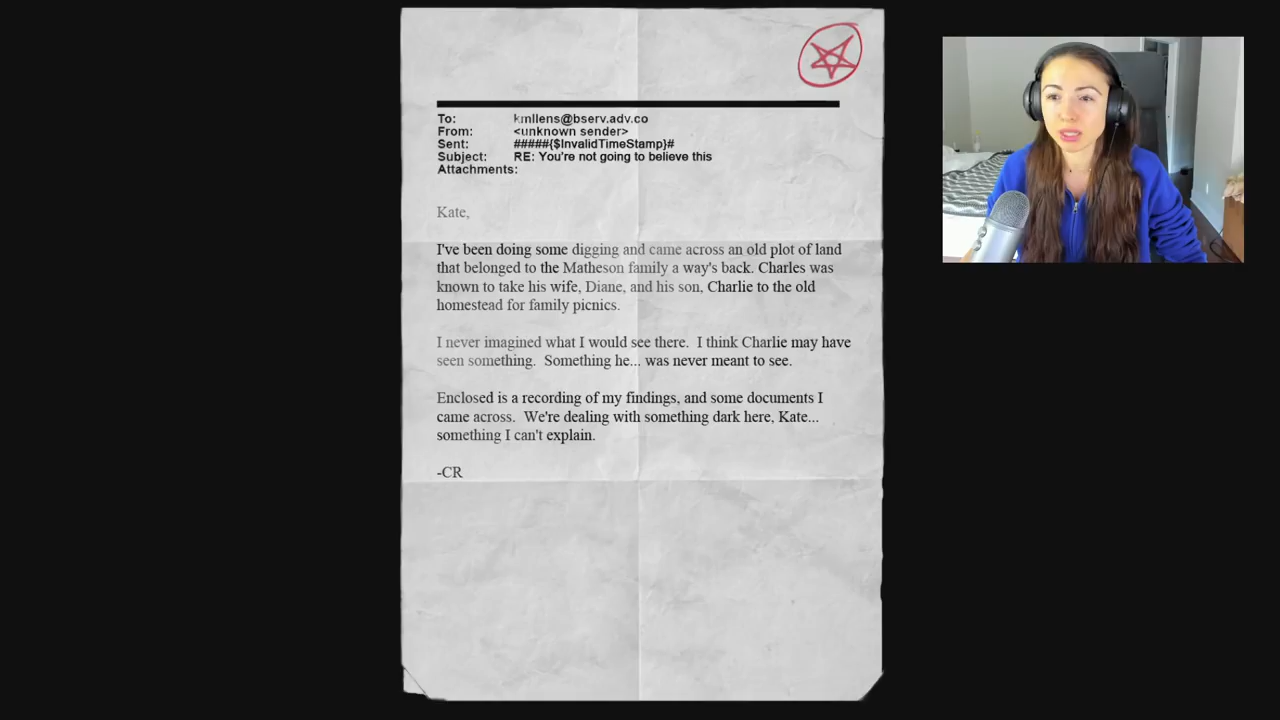 To: kmllens@bserv.adv.co
From: <unknown sender>
Sent: #####{$InvalidTimeStamp}#
Subject: RE: You're not going to believe this
Attachments:
Kate,
I've been doing some digging and came across an old plot of land
that belonged to the Matheson family a way's back. Charles was
known to take his wife, Diane, and his son, Charlie to the old
homestead for family picnics.
I never imagined what I would see there. I think Charlie may have
seen something. Something he... was never meant to see.
Enclosed is a recording of my findings, and some documents I
came across. We're dealing with something dark here, Kate...
something I can't explain.
-CR